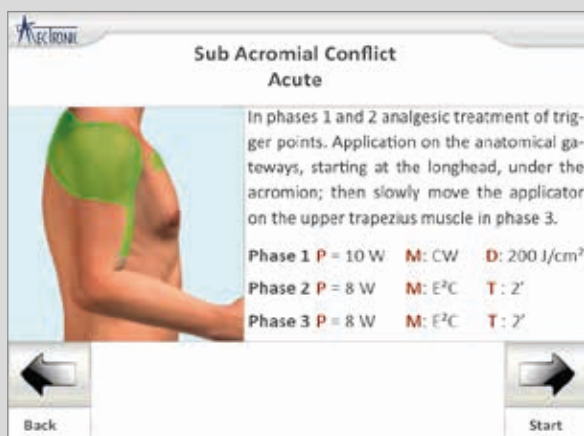 ALECTRONIC
Sub Acromial Conflict
Acute
In phases 1 and 2 analgesic treatment of trig-
ger points. Application on the anatomical ga-
teways, starting at the longhead, under the
acromion; then slowly move the applicator
on the upper trapezius muscle in phase 3.
Phase 1 P = 10 W M: CW D: 200 J/cm²
Phase 2 P = 8 W M: E²C T : 2'
Phase 3 P = 8 W M: E²C T : 2'
Back
Start